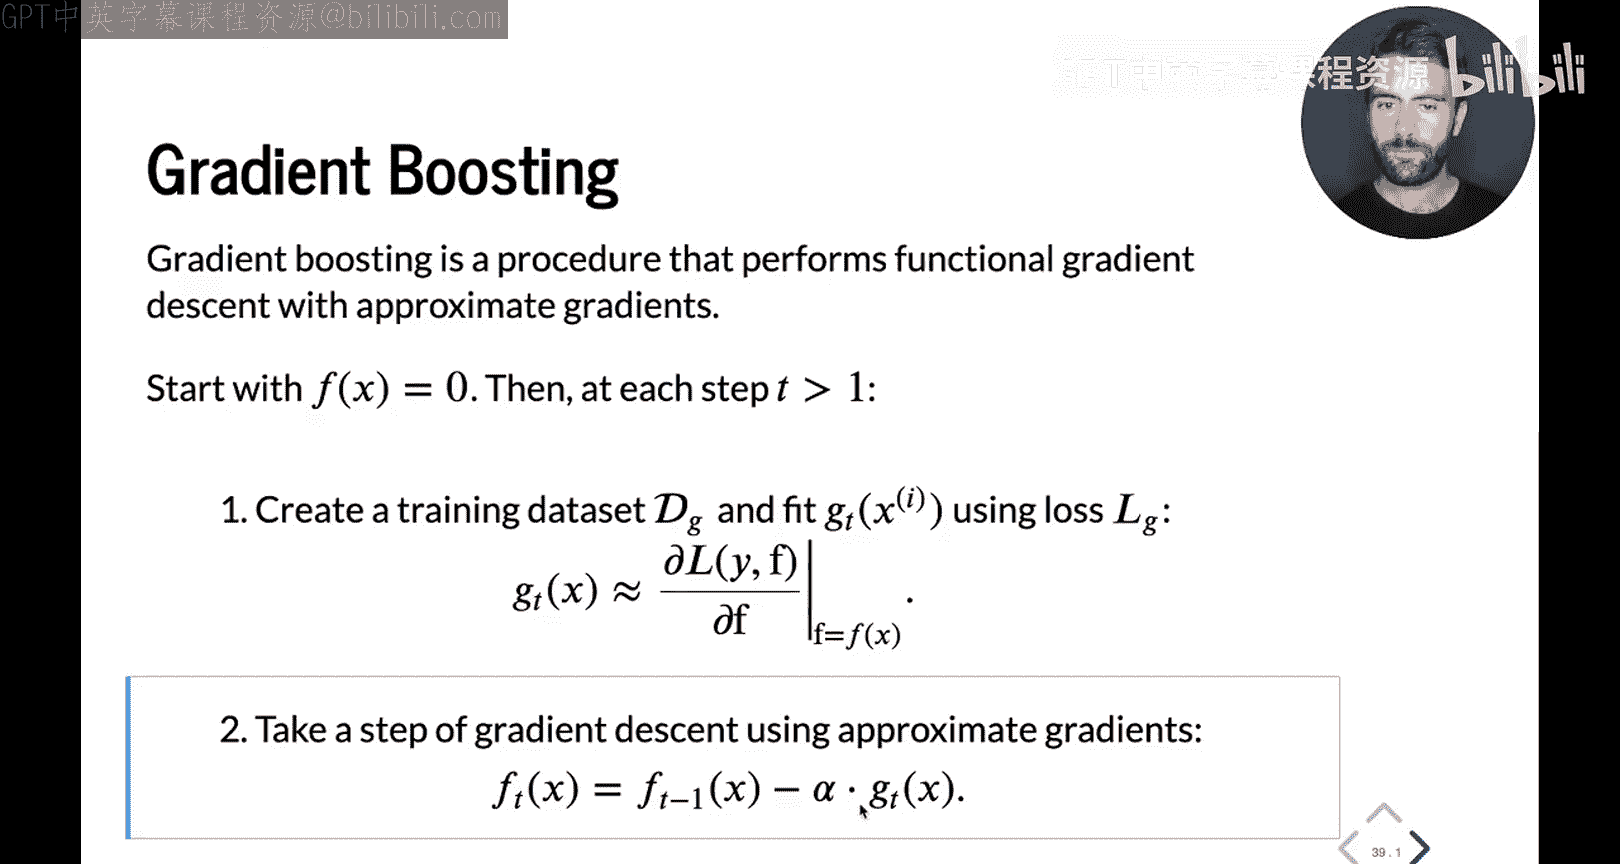 GPT中英字幕课程资源@bilibili.com
程资源 bilibili
Gradient Boosting
Gradient boosting is a procedure that performs functional gradient
descent with approximate gradients.
Start with f(x) = 0. Then, at each step t > 1:
1. Create a training dataset 𝒟_g and fit g_t(x^(i)) using loss L_g:
g_t(x) ≈ ∂L(y, f)/∂f |_{f=f(x)} .
2. Take a step of gradient descent using approximate gradients:
f_t(x) = f_{t−1}(x) − α · g_t(x).
39.1